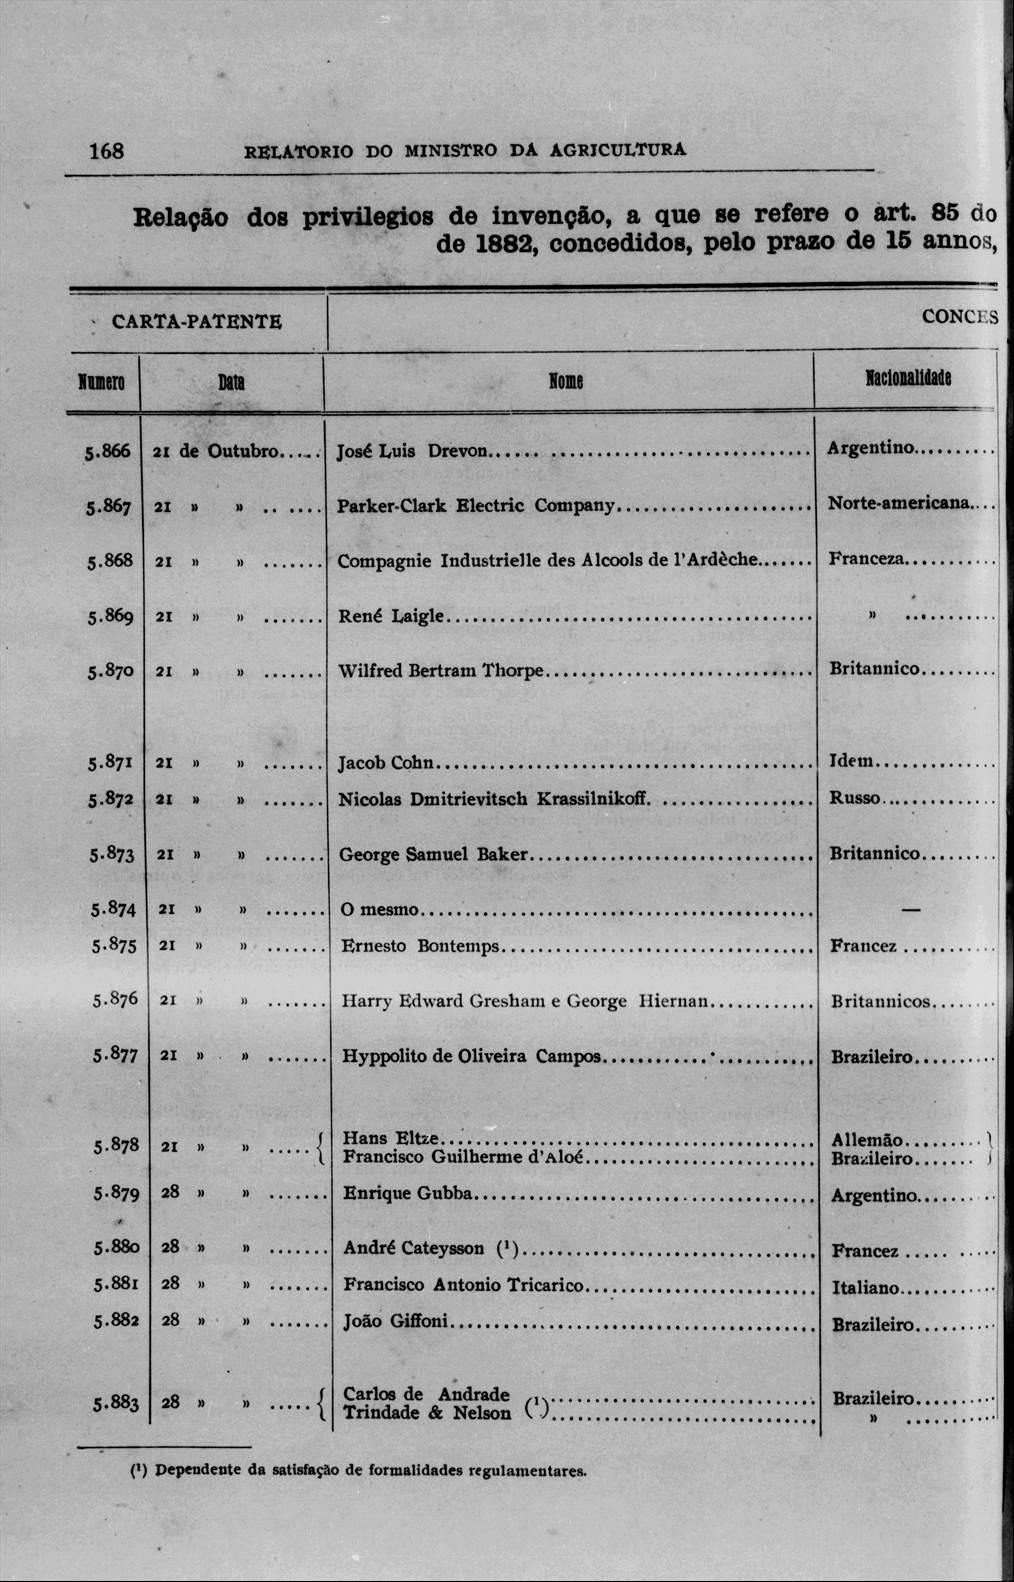 168 RELATORIO DO MINISTRO DA AGRICULTURA
Relação dos privilegios de invenção, a que se refere o art. 85 do
de 1882, concedidos, pelo prazo de 15 annos,
CARTA-PATENTE CONCES
Numero Data Nome Nacionalidade
5.866 21 de Outubro..... José Luis Drevon.................................... Argentino..........
5.867 21 » » ....... Parker-Clark Electric Company...................... Norte-americana....
5.868 21 » » ....... Compagnie Industrielle des Alcools de l'Ardèche....... Franceza...........
5.869 21 » » ....... René Laigle......................................... » ...........
5.870 21 » » ....... Wilfred Bertram Thorpe.............................. Britannico.........
5.871 21 » » ....... Jacob Cohn.......................................... Idem..............
5.872 21 » » ....... Nicolas Dmitrievitsch Krassilnikoff. ................. Russo.............
5.873 21 » » ....... George Samuel Baker................................ Britannico.........
5.874 21 » » ....... O mesmo............................................ —
5.875 21 » » ....... Ernesto Bontemps................................... Francez ...........
5.876 21 » » ....... Harry Edward Gresham e George Hiernan............ Britannicos........
5.877 21 » » ....... Hyppolito de Oliveira Campos........................ Brazileiro..........
5.878 21 » » ..... { Hans Eltze.......................................... Allemão......... }
Francisco Guilherme d'Aloé.......................... Brazileiro....... }
5.879 28 » » ....... Enrique Gubba...................................... Argentino..........
5.880 28 » » ....... André Cateysson (¹)................................. Francez ..........
5.881 28 » » ....... Francisco Antonio Tricarico.......................... Italiano............
5.882 28 » » ....... João Giffoni......................................... Brazileiro..........
5.883 28 » » ..... { Carlos de Andrade (¹).............................. Brazileiro..........
Trindade & Nelson .............................. » ...........
(¹) Dependente da satisfação de formalidades regulamentares.